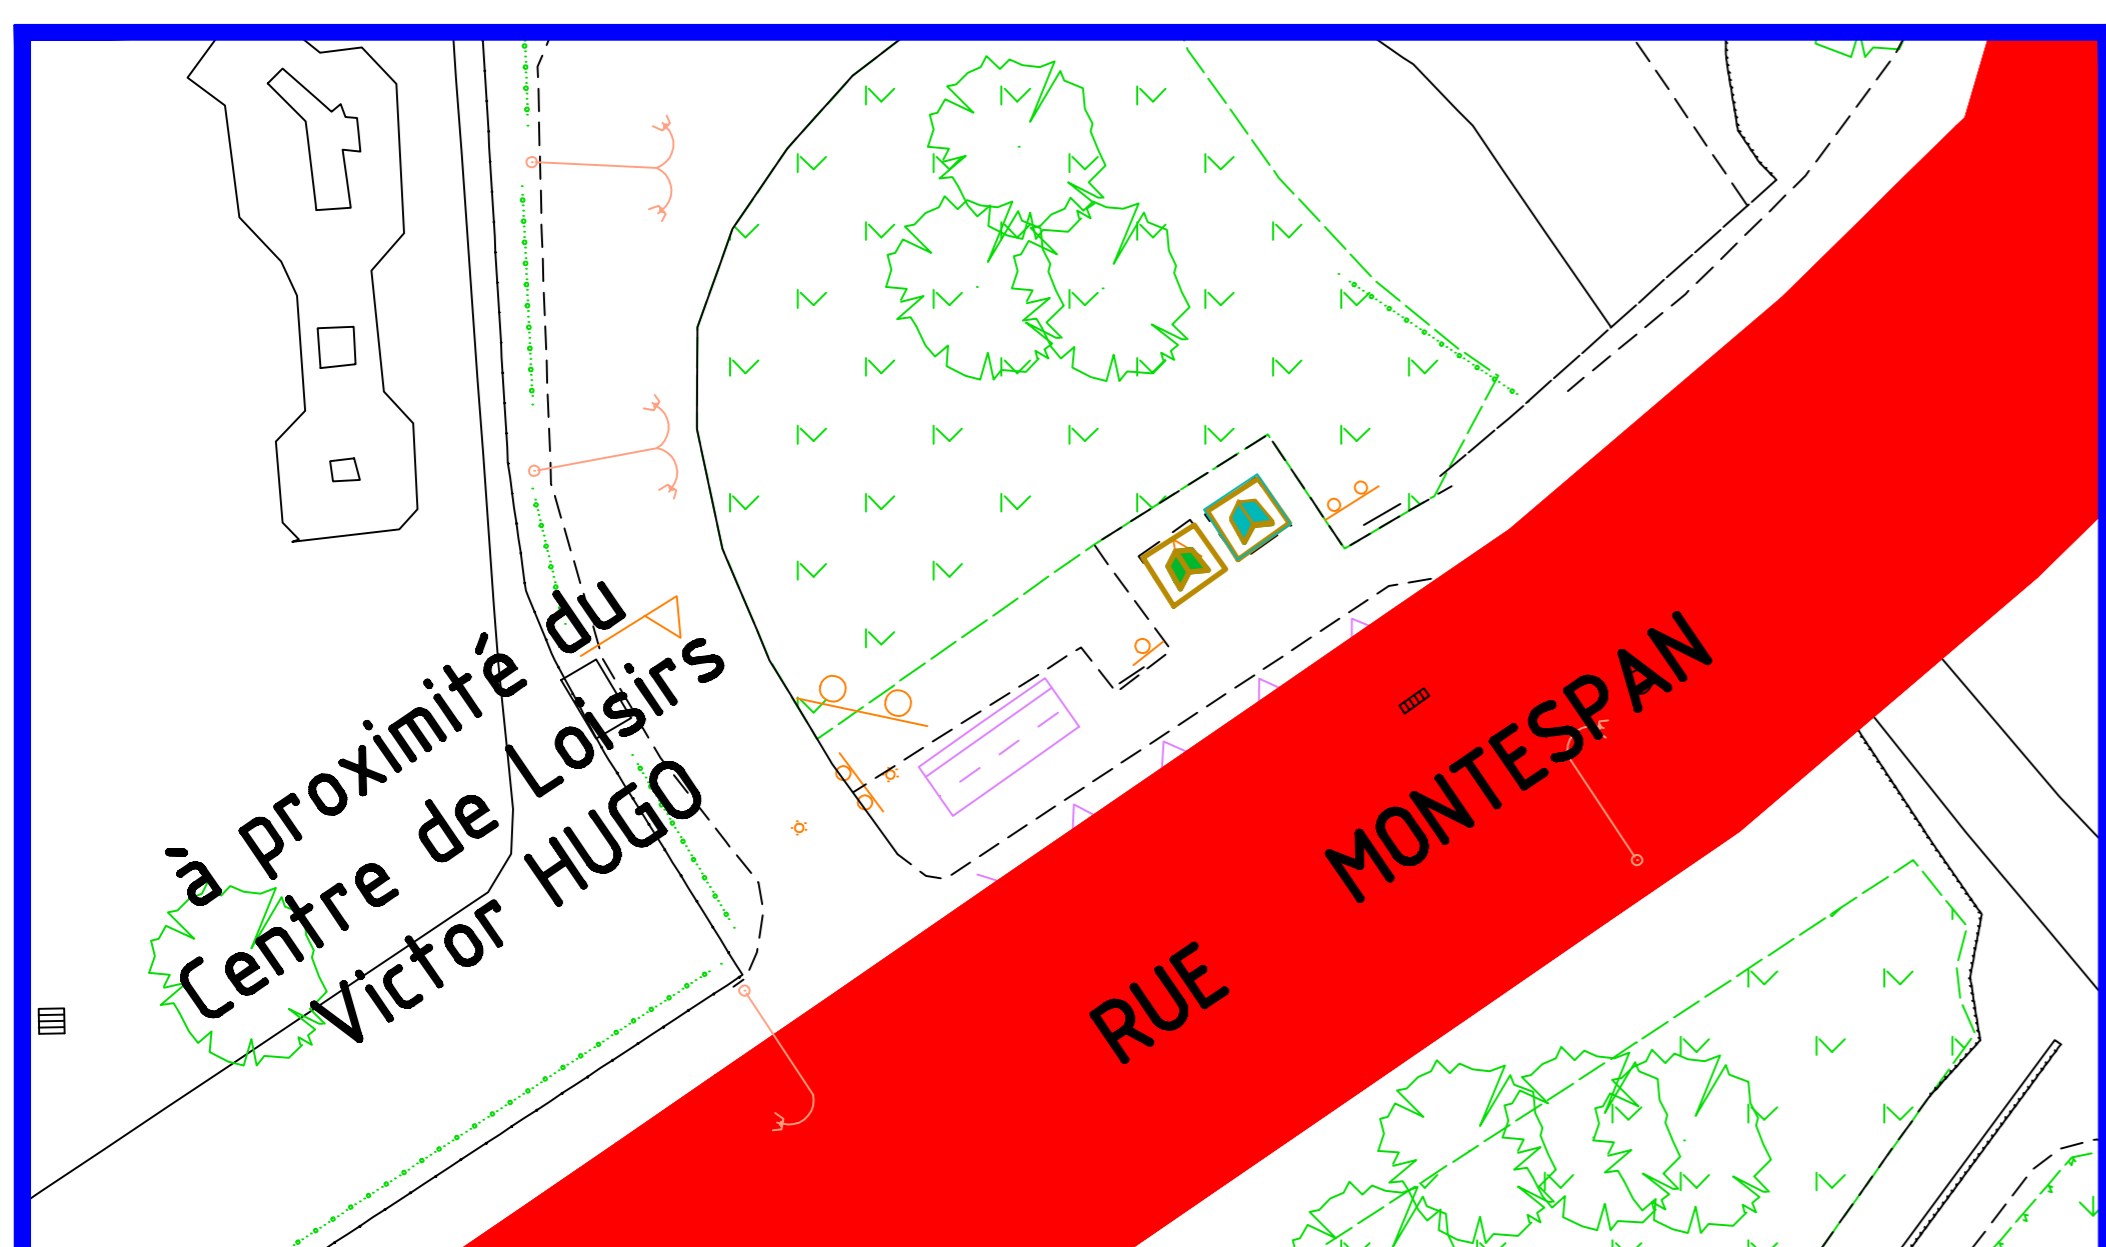 à proximité du
Centre de Loisirs
Victor HUGO
RUE MONTESPAN